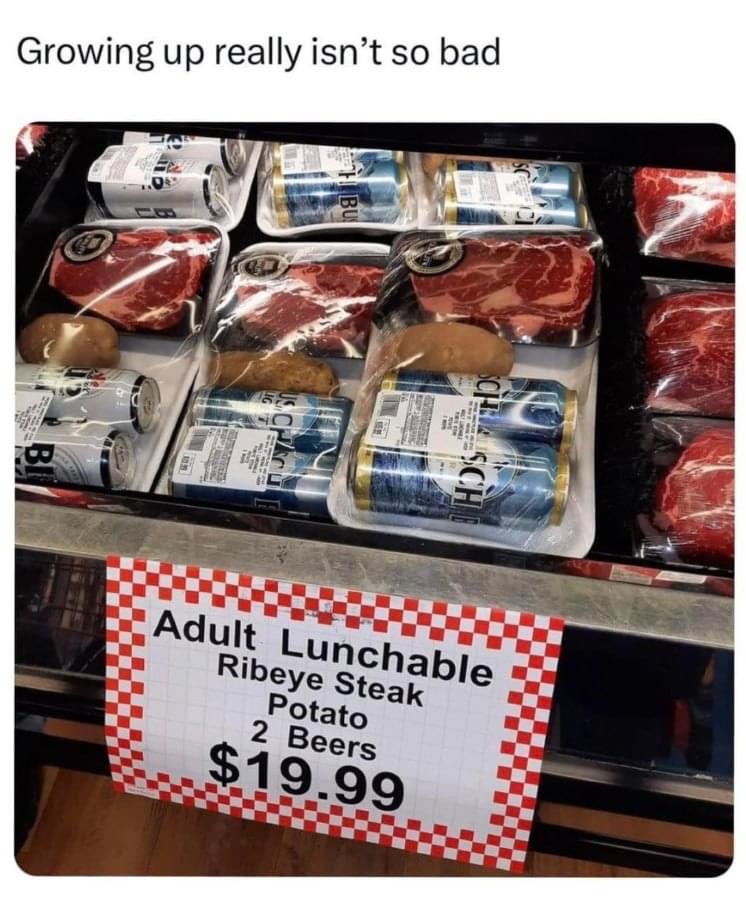 Growing up really isn’t so bad
Adult Lunchable
Ribeye Steak
Potato
2 Beers
$19.99